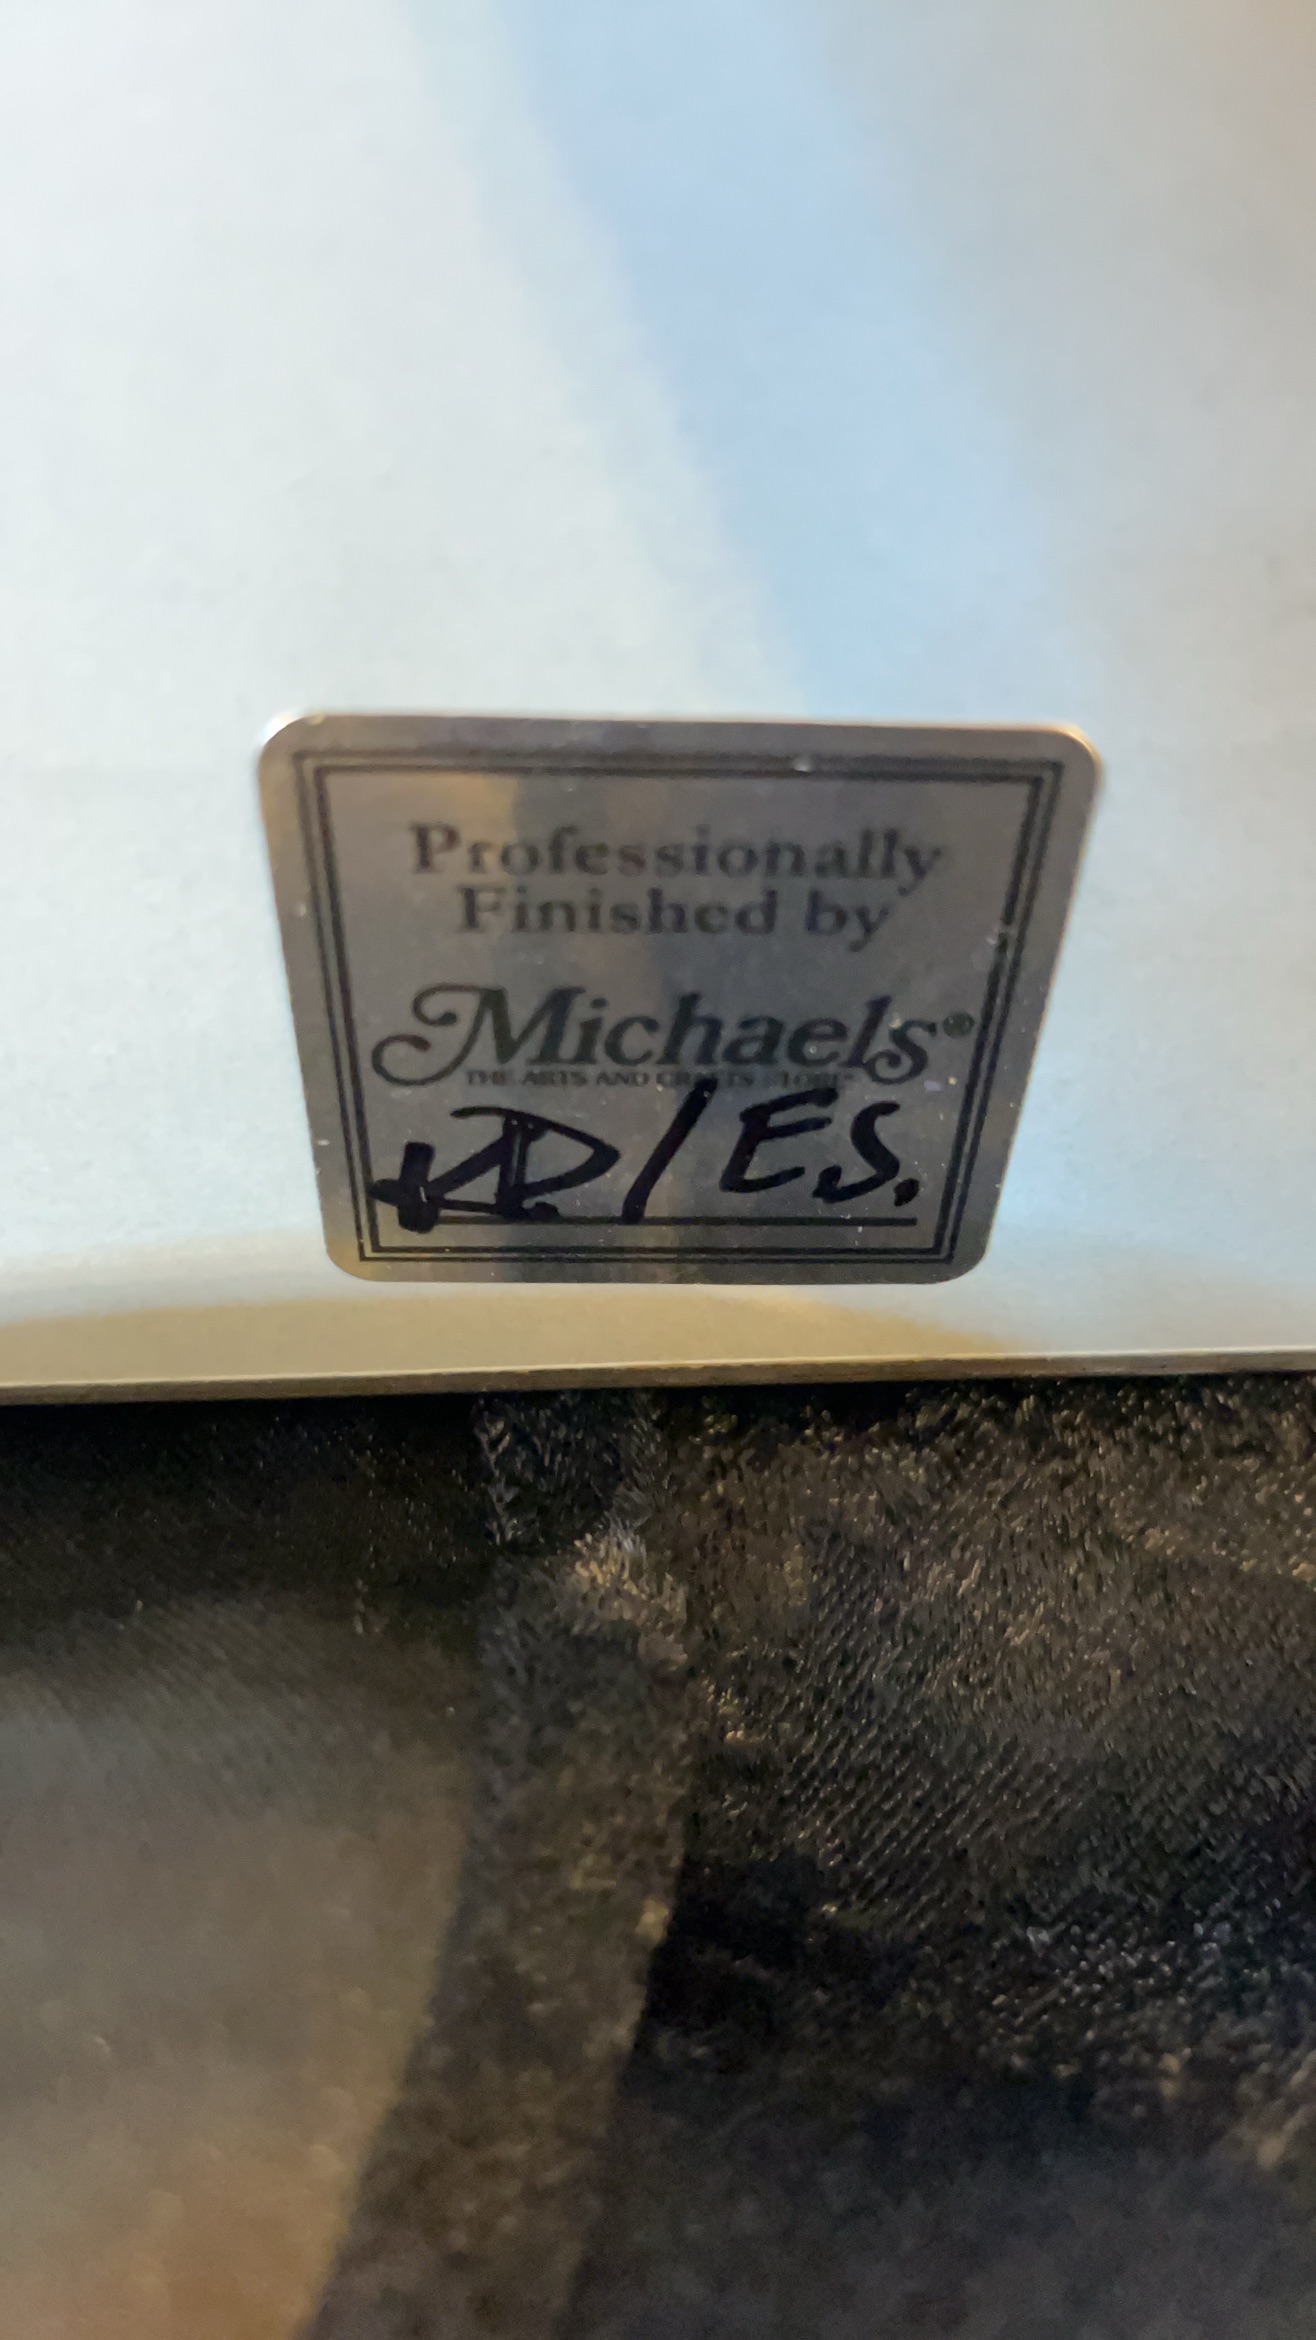 Professionally
Finished by
Michaels®
THE ARTS AND CRAFTS STORE
KD./ES.